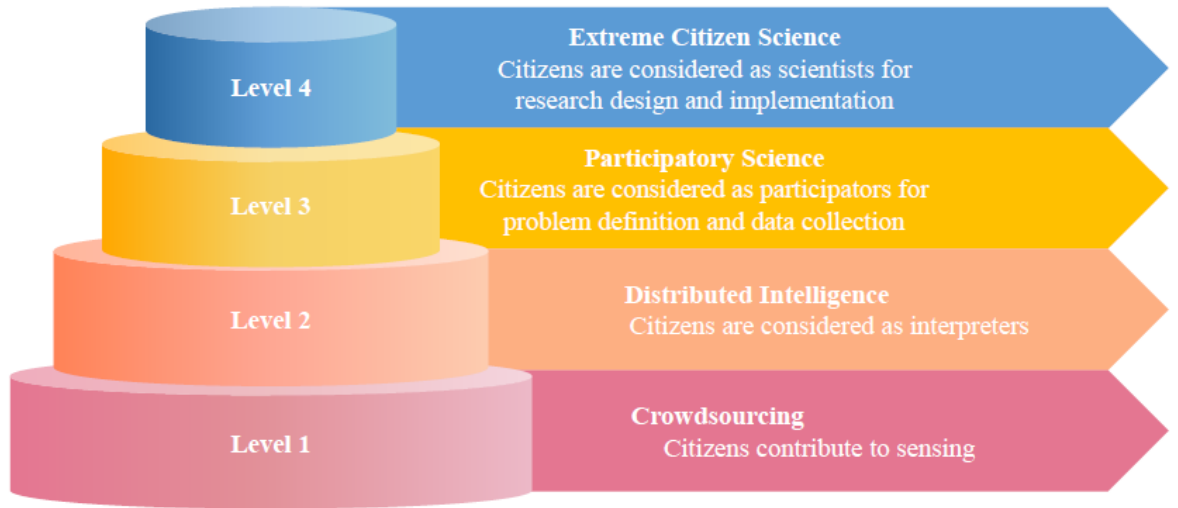 Level 4
Extreme Citizen Science
Citizens are considered as scientists for
research design and implementation
Level 3
Participatory Science
Citizens are considered as participators for
problem definition and data collection
Level 2
Distributed Intelligence
Citizens are considered as interpreters
Level 1
Crowdsourcing
Citizens contribute to sensing